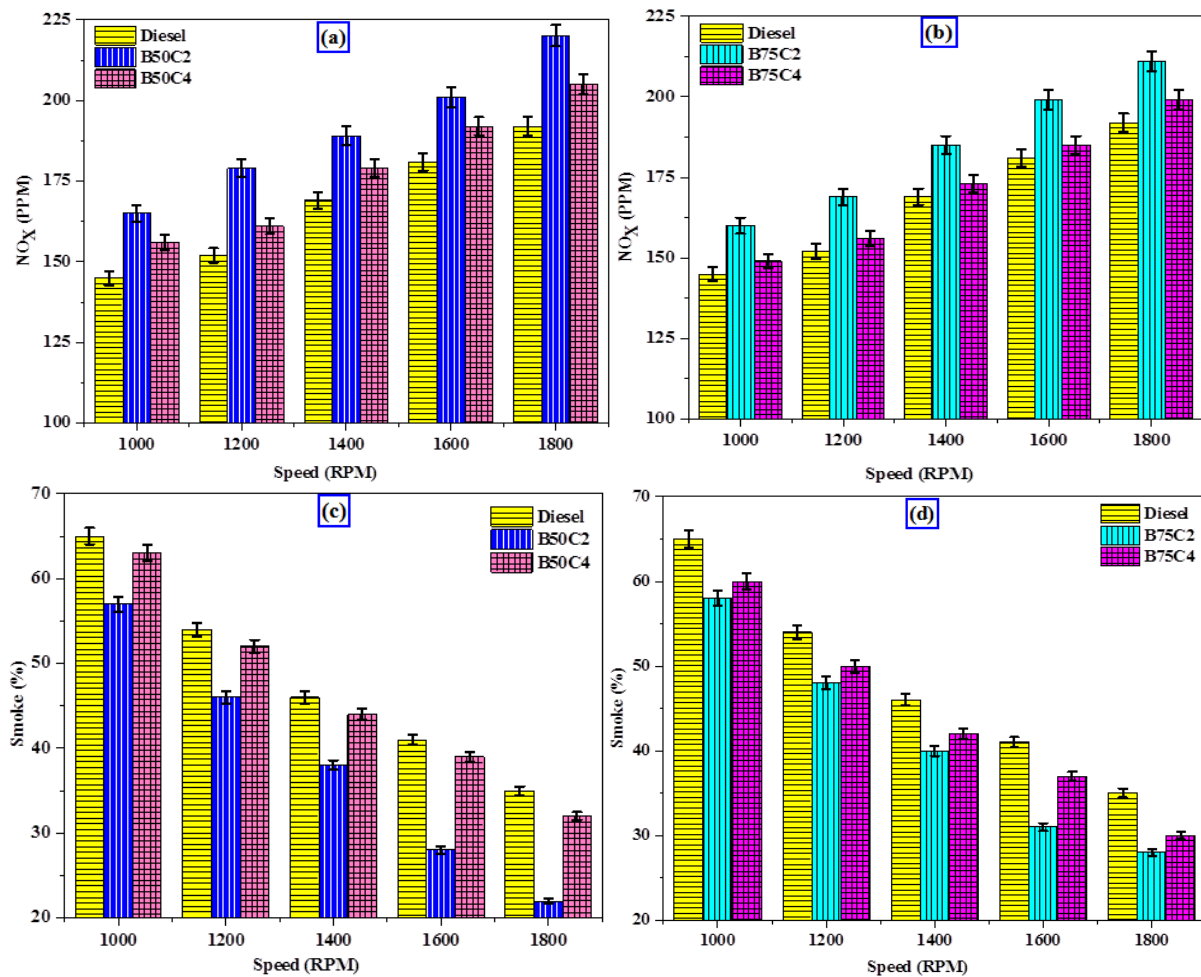 (a)
Diesel
B50C2
B50C4
225
200
175
150
125
100
NOX (PPM)
1000 1200 1400 1600 1800
Speed (RPM)
(b)
Diesel
B75C2
B75C4
225
200
175
150
125
100
NOX (PPM)
1000 1200 1400 1600 1800
Speed (RPM)
(c)
Diesel
B50C2
B50C4
70
60
50
40
30
20
Smoke (%)
1000 1200 1400 1600 1800
Speed (RPM)
(d)
Diesel
B75C2
B75C4
70
60
50
40
30
20
Smoke (%)
1000 1200 1400 1600 1800
Speed (RPM)